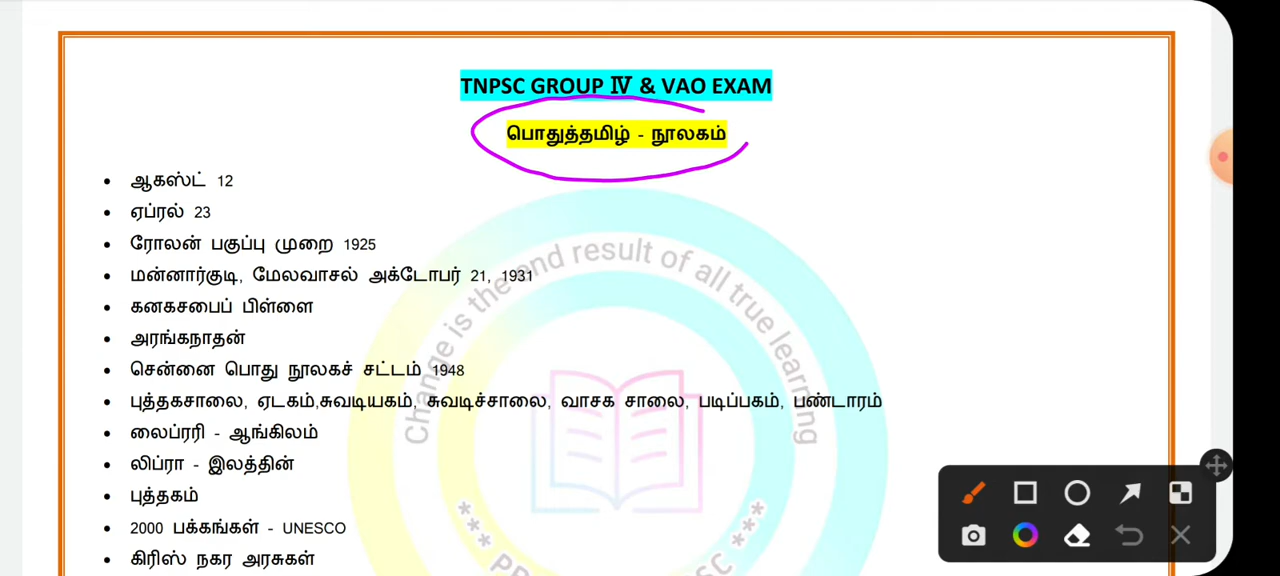 TNPSC GROUP IV & VAO EXAM
பொதுத்தமிழ் - நூலகம்
• ஆகஸ்ட் 12
• ஏப்ரல் 23
• ரோலன் பகுப்பு முறை 1925
• மன்னார்குடி, மேலவாசல் அக்டோபர் 21, 1931
• கனகசபைப் பிள்ளை
• அரங்கநாதன்
• சென்னை பொது நூலகச் சட்டம் 1948
• புத்தகசாலை, ஏடகம்,சுவடியகம், சுவடிச்சாலை, வாசக சாலை, படிப்பகம், பண்டாரம்
• லைப்ரரி - ஆங்கிலம்
• லிப்ரா - இலத்தின்
• புத்தகம்
• 2000 பக்கங்கள் - UNESCO
• கிரிஸ் நகர அரசுகள்
Change is the end result of all true learning